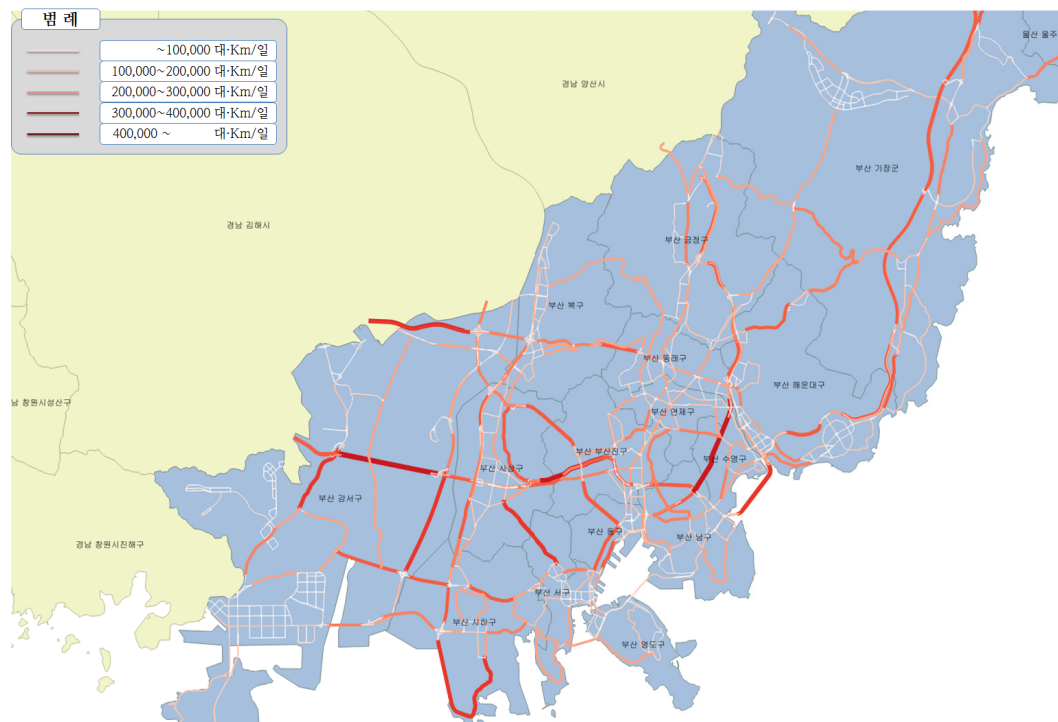 범 례
~100,000 대·Km/일
100,000~200,000 대·Km/일
200,000~300,000 대·Km/일
300,000~400,000 대·Km/일
400,000 ~ 대·Km/일
울산 울주
경남 양산시
부산 기장군
경남 김해시
부산 금정구
부산 북구
부산 동래구
부산 해운대구
남 창원시성산구
부산 연제구
부산 부산진구
부산 수영구
부산 사상구
부산 강서구
부산 동구
부산 남구
경남 창원시진해구
부산 서구
부산 사하구
부산 영도구